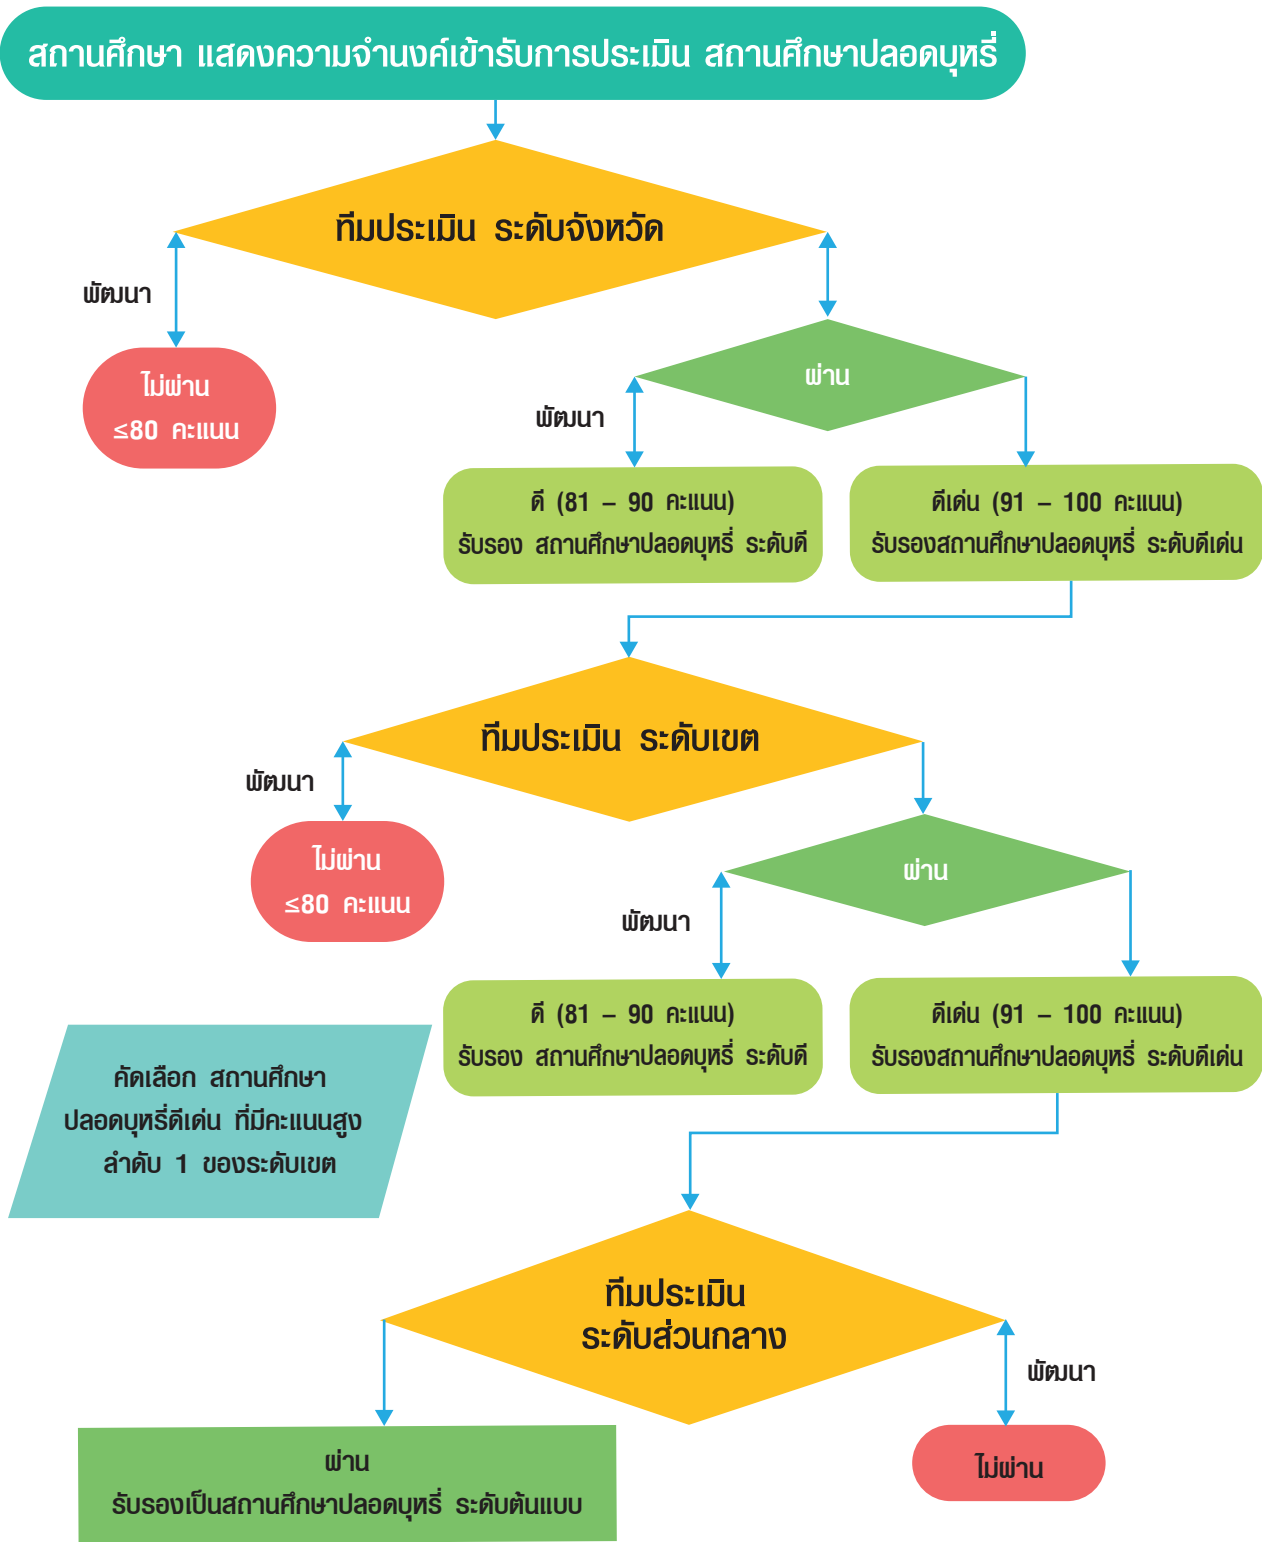 สถานศึกษา แสดงความจำนงค์เข้ารับการประเมิน สถานศึกษาปลอดบุหรี่
ทีมประเมิน ระดับจังหวัด
พัฒนา
ไม่ผ่าน
≤80 คะแนน
ผ่าน
พัฒนา
ดี (81 – 90 คะแนน)
รับรอง สถานศึกษาปลอดบุหรี่ ระดับดี
ดีเด่น (91 – 100 คะแนน)
รับรองสถานศึกษาปลอดบุหรี่ ระดับดีเด่น
ทีมประเมิน ระดับเขต
พัฒนา
ไม่ผ่าน
≤80 คะแนน
ผ่าน
พัฒนา
ดี (81 – 90 คะแนน)
รับรอง สถานศึกษาปลอดบุหรี่ ระดับดี
ดีเด่น (91 – 100 คะแนน)
รับรองสถานศึกษาปลอดบุหรี่ ระดับดีเด่น
คัดเลือก สถานศึกษา
ปลอดบุหรี่ดีเด่น ที่มีคะแนนสูง
ลำดับ 1 ของระดับเขต
ทีมประเมิน
ระดับส่วนกลาง
พัฒนา
ผ่าน
รับรองเป็นสถานศึกษาปลอดบุหรี่ ระดับต้นแบบ
ไม่ผ่าน